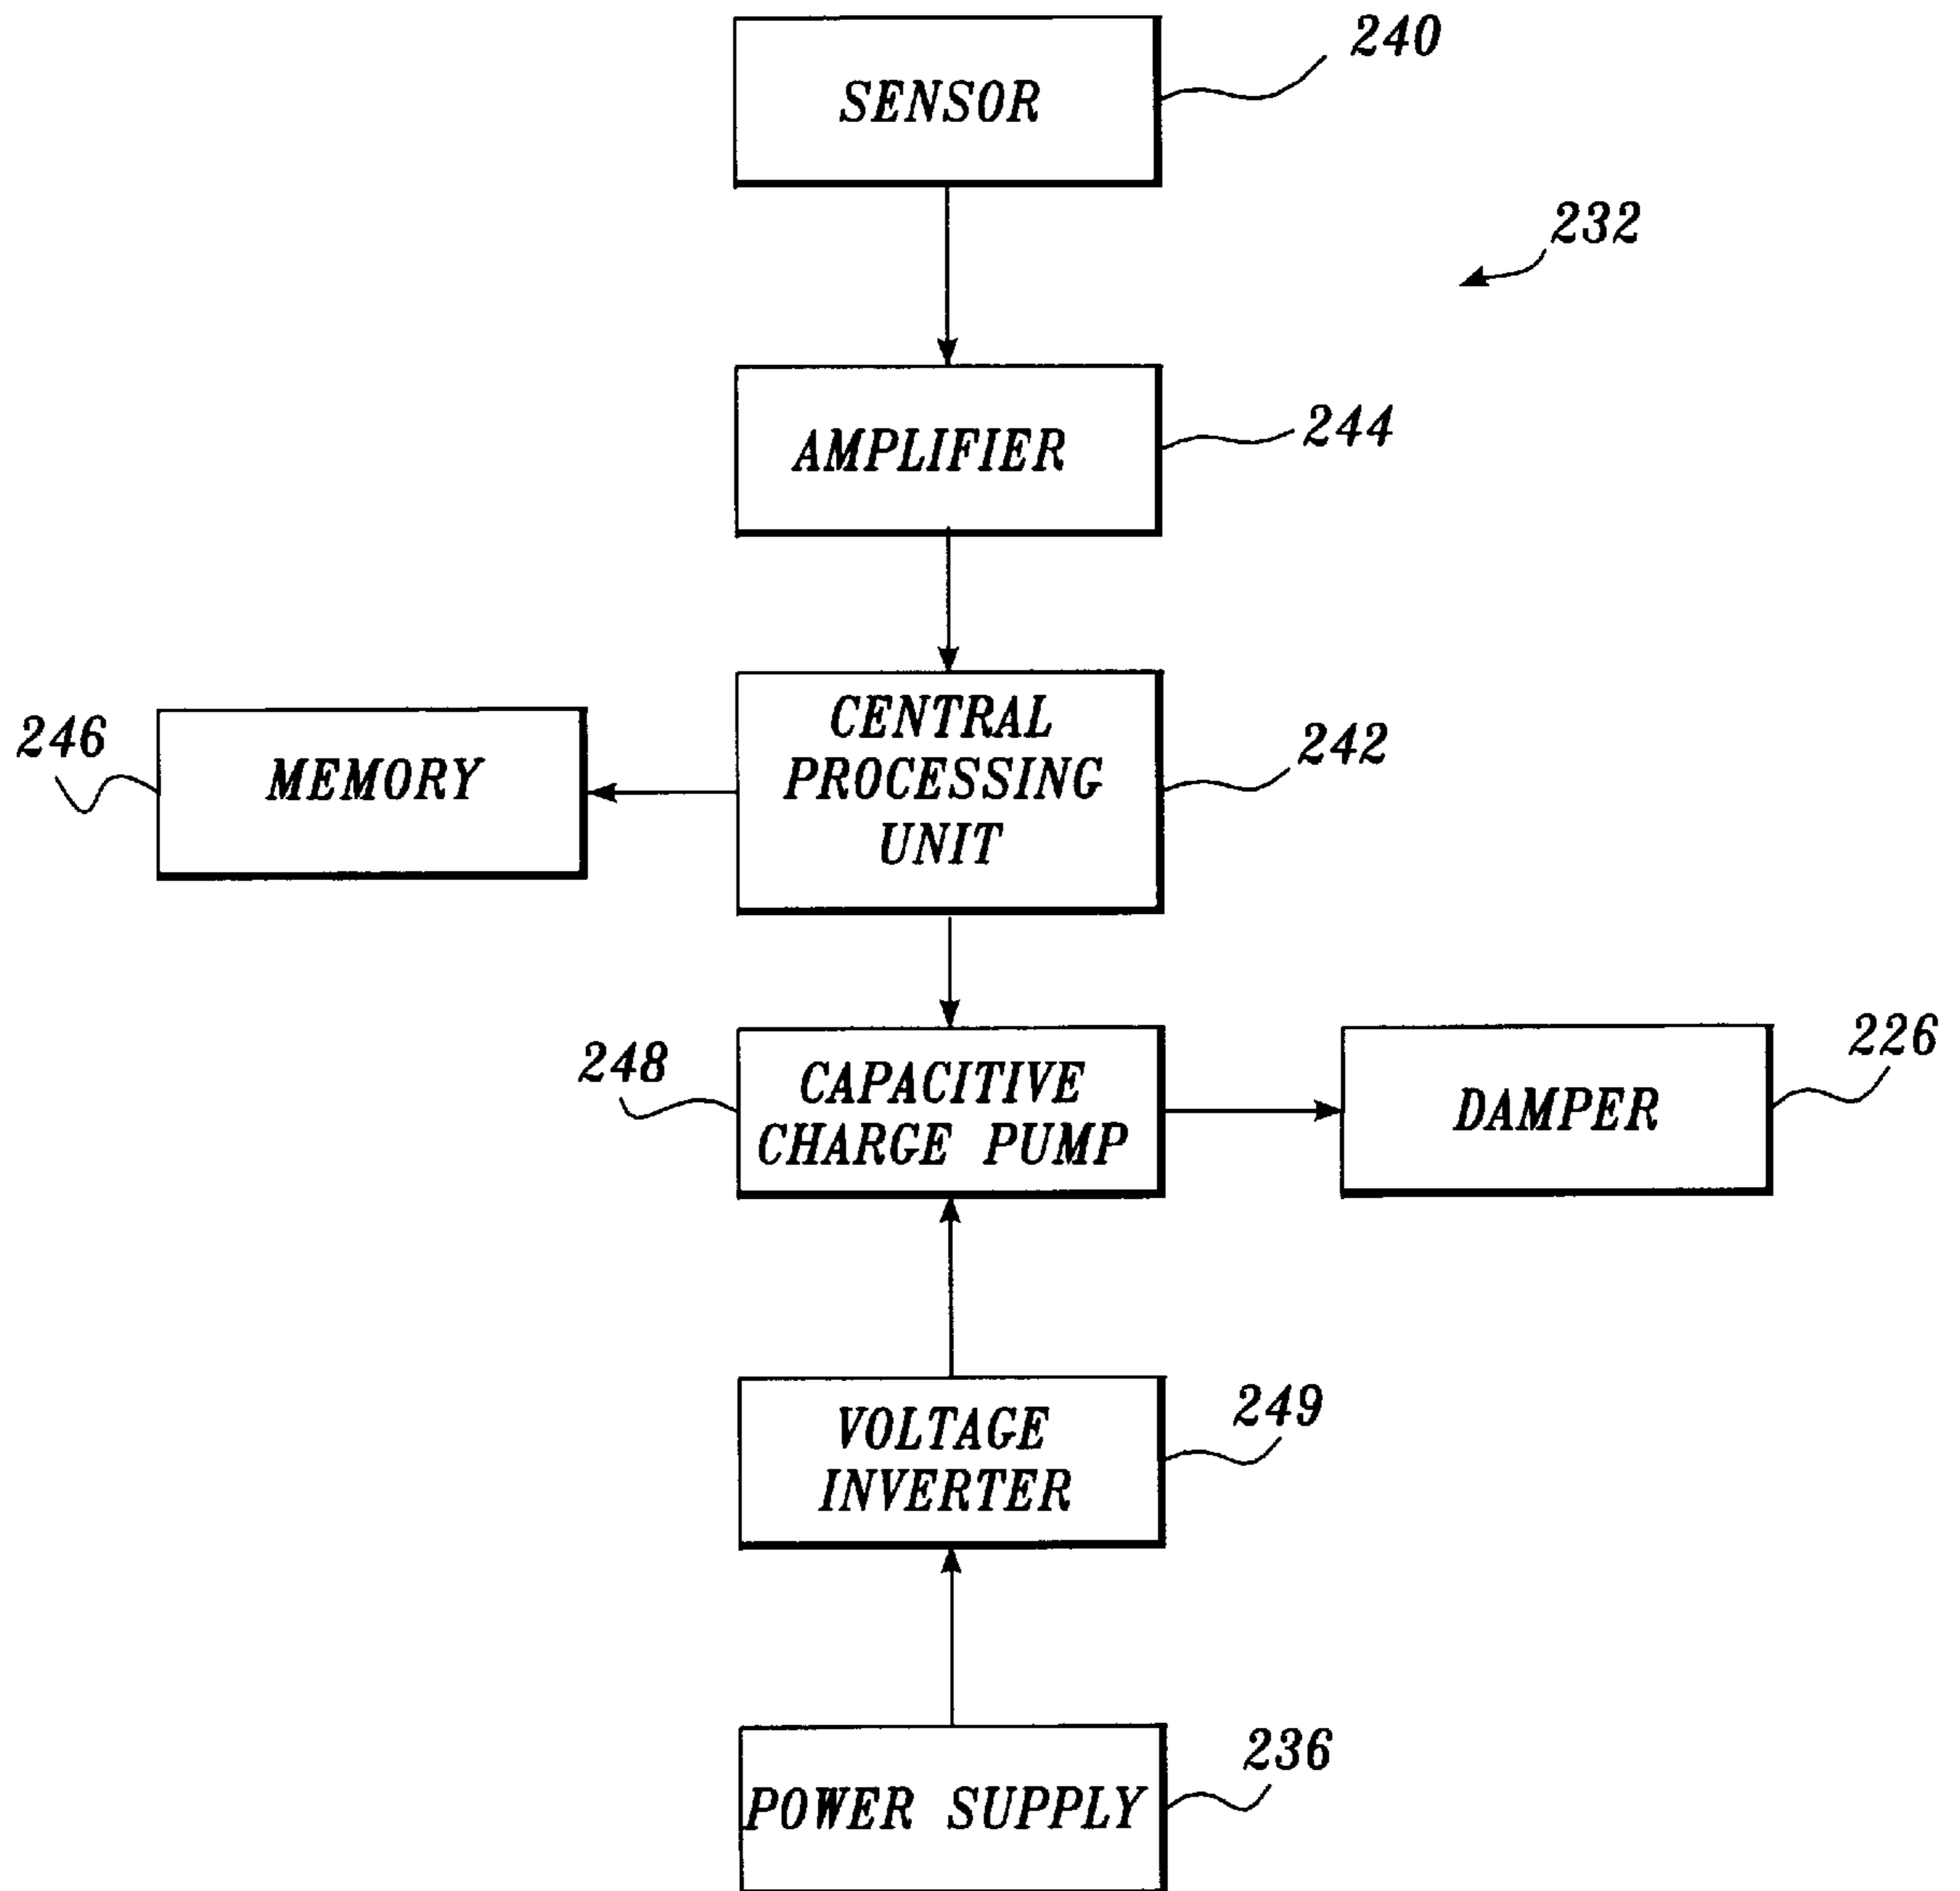 240
SENSOR
232
244
AMPLIFIER
246
MEMORY
CENTRAL
PROCESSING
UNIT
242
248
CAPACITIVE
CHARGE PUMP
226
DAMPER
249
VOLTAGE
INVERTER
236
POWER SUPPLY